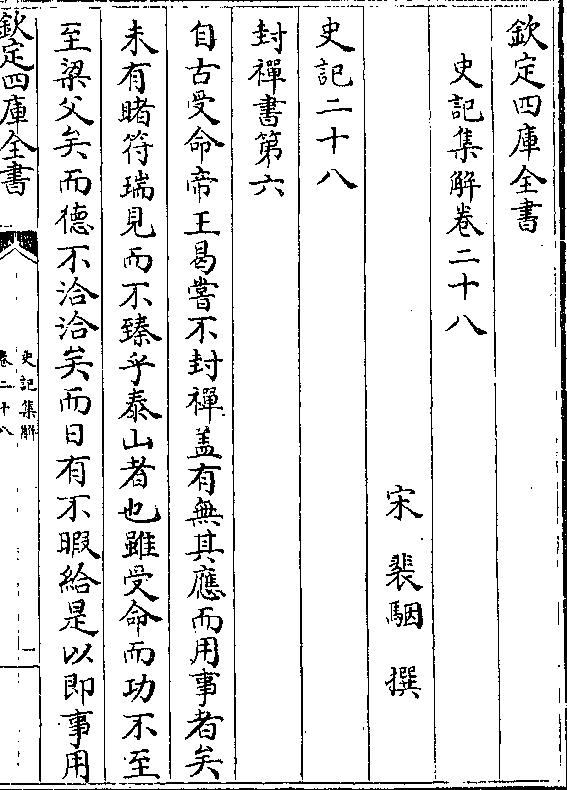 欽定四庫全書
史記集解卷二十八
宋裴駰撰
史記二十八
封禪書第六
自古受命帝王曷嘗不封禪盖有無其應而用事者矣
未有睹符瑞見而不臻乎泰山者也雖受命而功不至
至梁父矣而德不洽洽矣而日有不暇給是以即事用
欽定四庫全書
史記集解
卷二十八
一